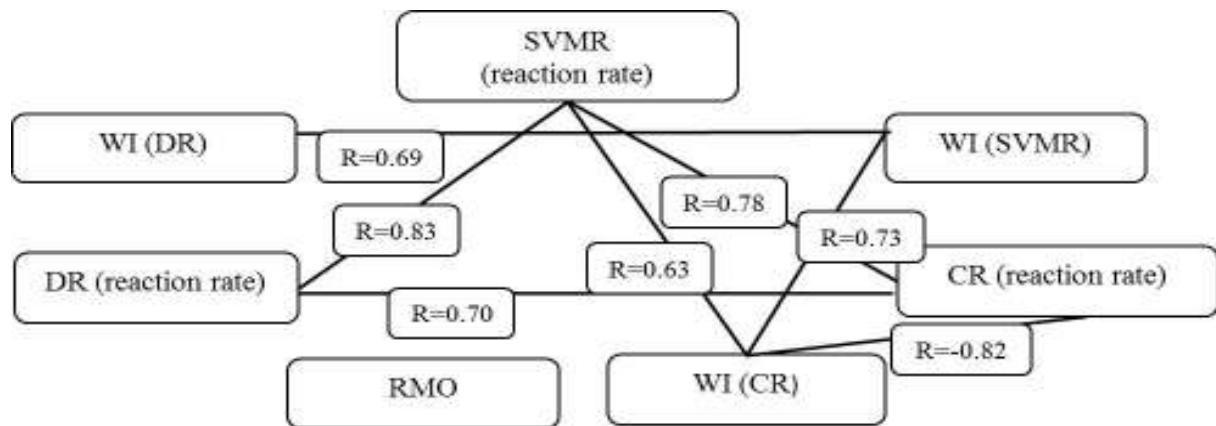 SVMR
(reaction rate)
WI (DR)
WI (SVMR)
R=0.69
R=0.78
R=0.83
R=0.73
R=0.63
DR (reaction rate)
CR (reaction rate)
R=0.70
R=-0.82
RMO
WI (CR)